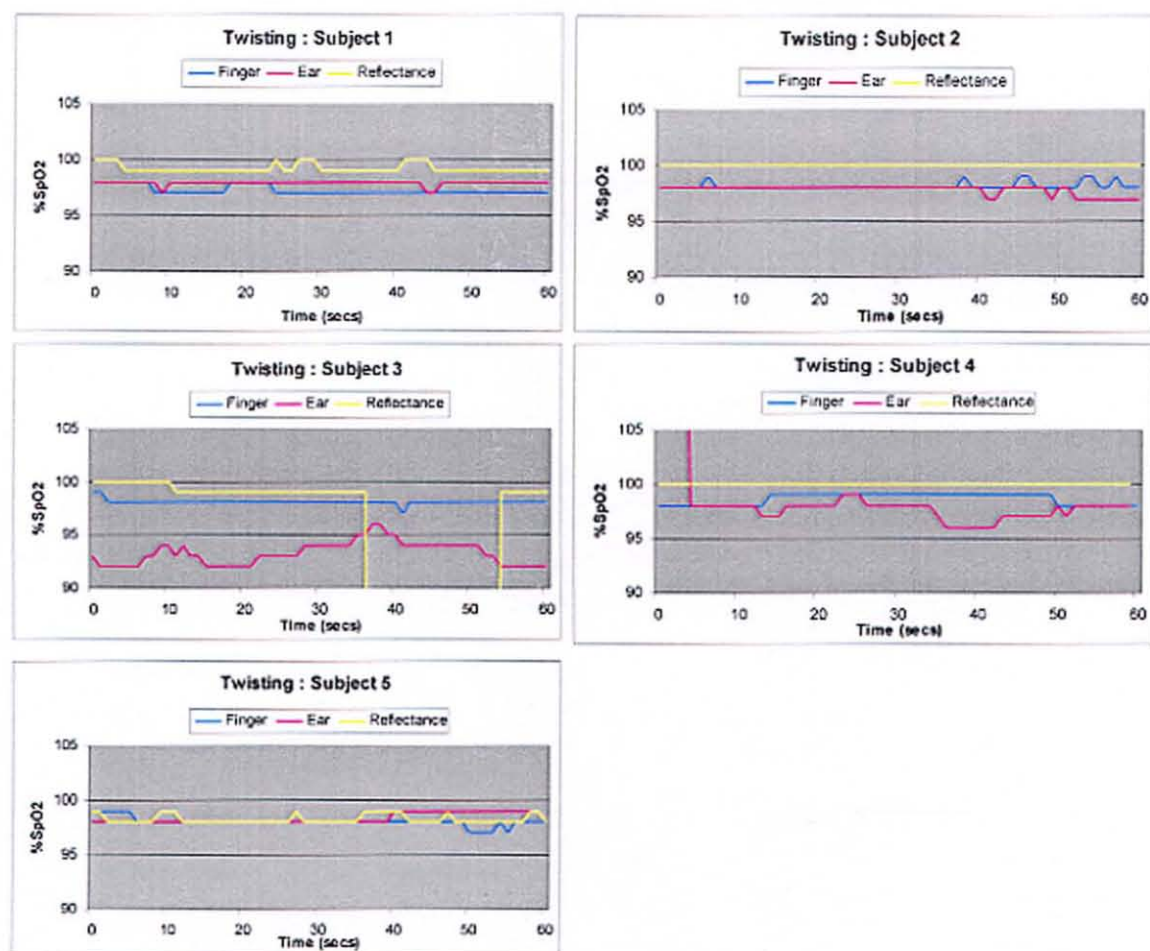 Twisting : Subject 1
Finger Ear Reflectance
105
100
95
90
%SpO2
0 10 20 30 40 50 60
Time (secs)
Twisting : Subject 2
Finger Ear Reflectance
105
100
95
90
%SpO2
0 10 20 30 40 50 60
Time (secs)
Twisting : Subject 3
Finger Ear Reflectance
105
100
95
90
%SpO2
0 10 20 30 40 50 60
Time (secs)
Twisting : Subject 4
Finger Ear Reflectance
105
100
95
90
%SpO2
0 10 20 30 40 50 60
Time (secs)
Twisting : Subject 5
Finger Ear Reflectance
105
100
95
90
%SpO2
0 10 20 30 40 50 60
Time (secs)